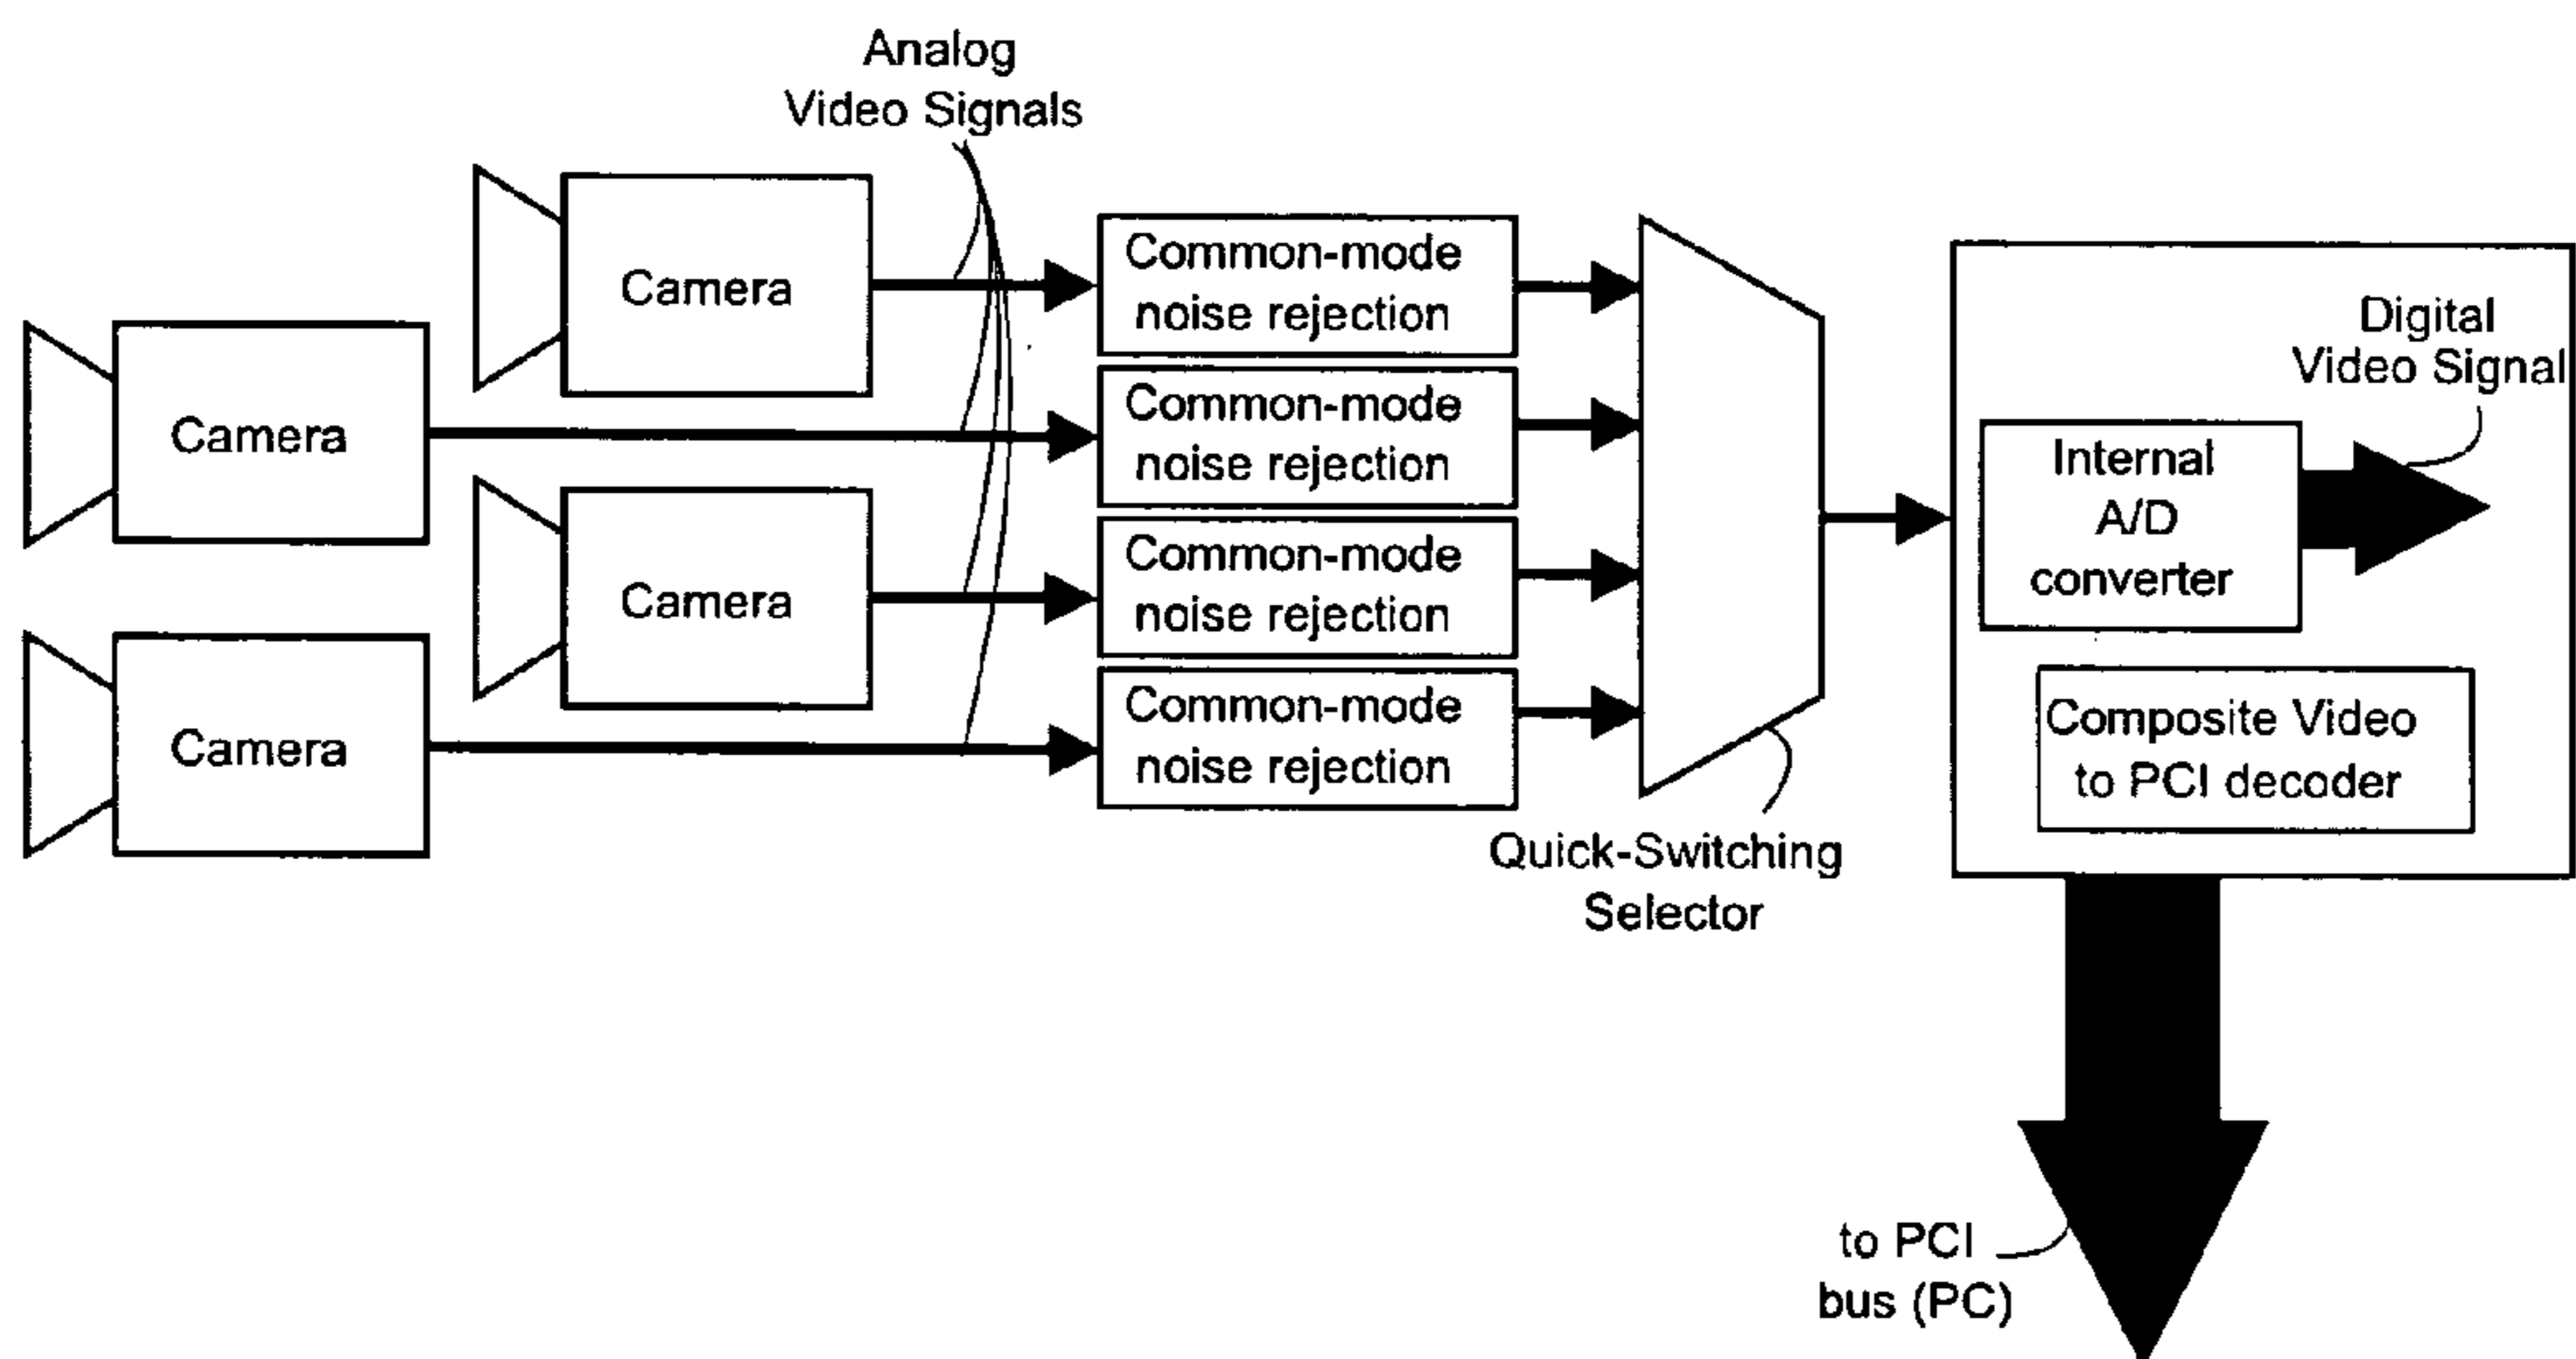 Analog
Video Signals
Camera
Camera
Camera
Camera
Common-mode
noise rejection
Common-mode
noise rejection
Common-mode
noise rejection
Common-mode
noise rejection
Quick-Switching
Selector
Digital
Video Signal
Internal
A/D
converter
Composite Video
to PCI decoder
to PCI
bus (PC)